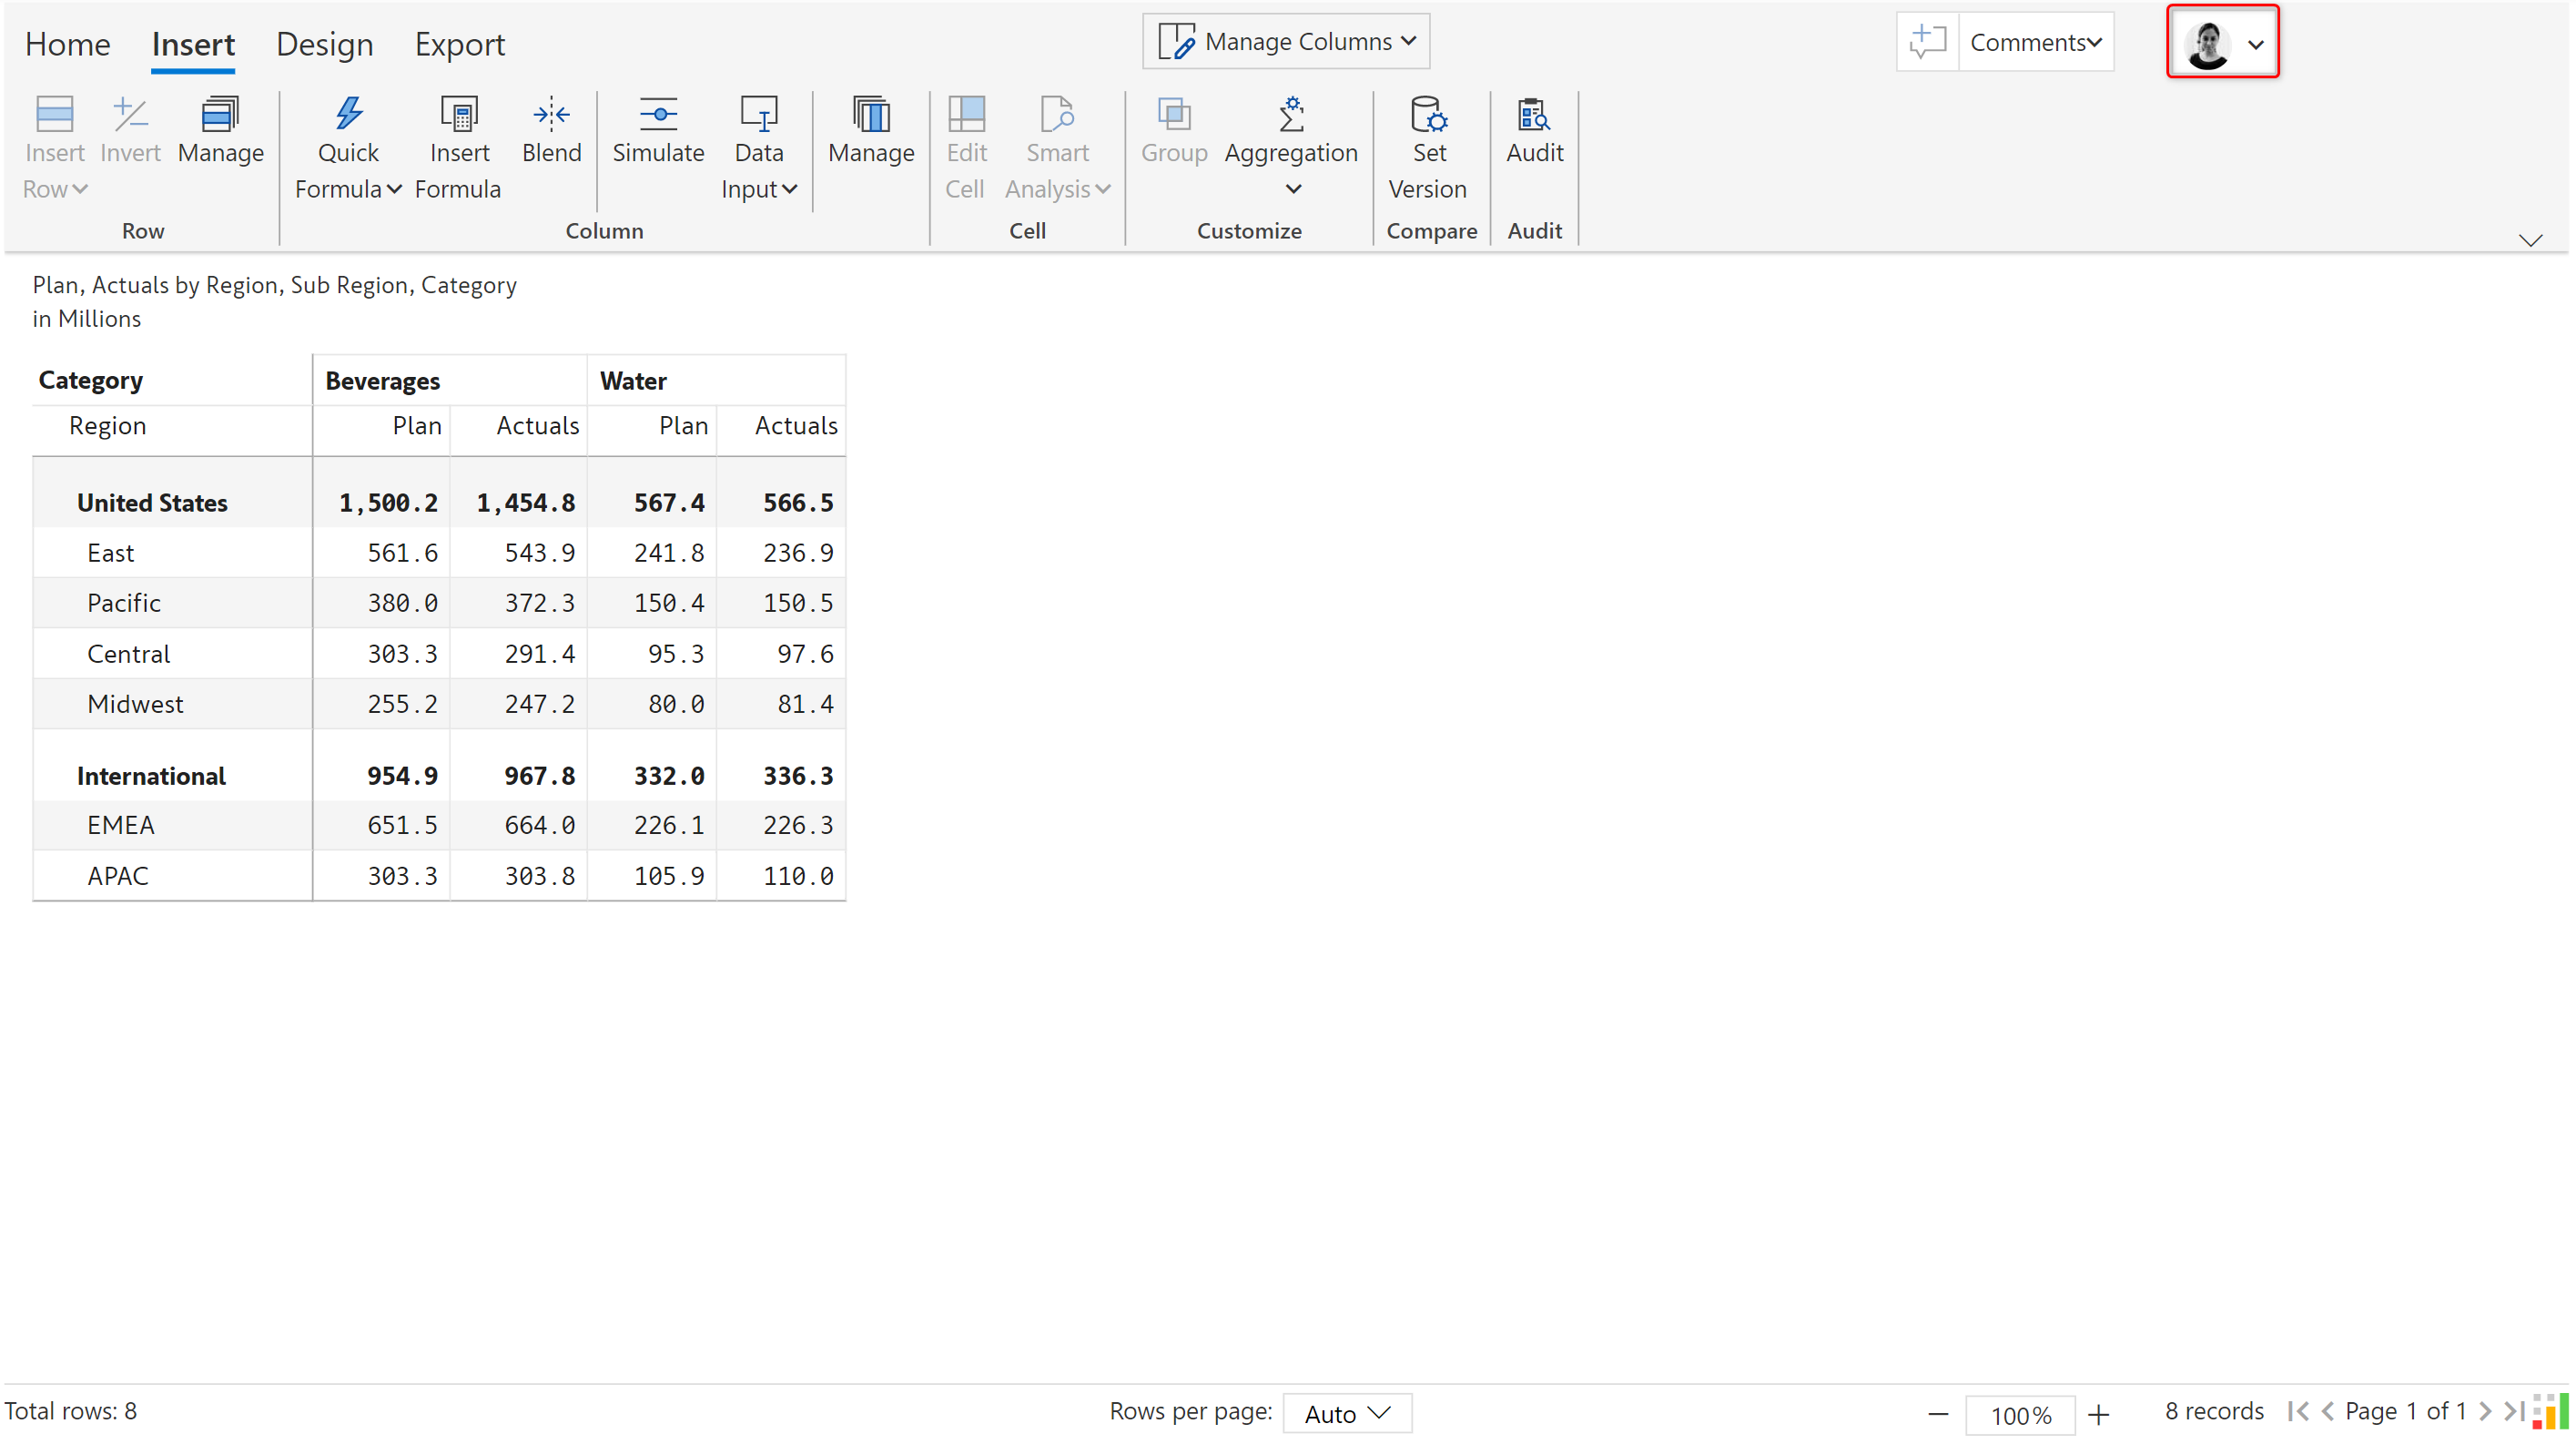 Home Insert Design Export Manage Columns Comments
Insert Invert Manage Quick Insert Blend Simulate Data Manage Edit Smart Group Aggregation Set Audit
Row Formula Formula Input Cell Analysis Version
Row Column Cell Customize Compare Audit
Plan, Actuals by Region, Sub Region, Category
in Millions
Category Beverages Water
Region Plan Actuals Plan Actuals
United States 1,500.2 1,454.8 567.4 566.5
East 561.6 543.9 241.8 236.9
Pacific 380.0 372.3 150.4 150.5
Central 303.3 291.4 95.3 97.6
Midwest 255.2 247.2 80.0 81.4
International 954.9 967.8 332.0 336.3
EMEA 651.5 664.0 226.1 226.3
APAC 303.3 303.8 105.9 110.0
Total rows: 8 Rows per page: Auto 100% 8 records Page 1 of 1